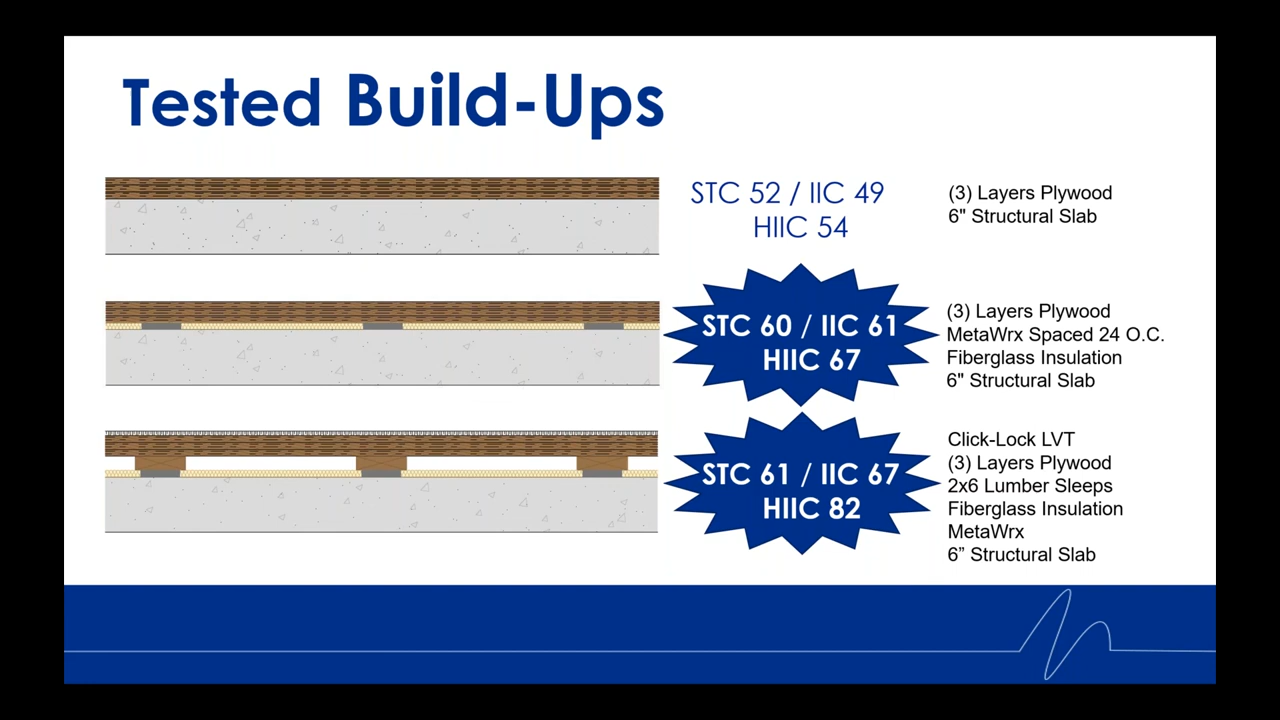 Tested Build-Ups
STC 52 / IIC 49
HIIC 54
(3) Layers Plywood
6" Structural Slab
STC 60 / IIC 61
HIIC 67
(3) Layers Plywood
MetaWrx Spaced 24 O.C.
Fiberglass Insulation
6" Structural Slab
STC 61 / IIC 67
HIIC 82
Click-Lock LVT
(3) Layers Plywood
2x6 Lumber Sleeps
Fiberglass Insulation
MetaWrx
6” Structural Slab